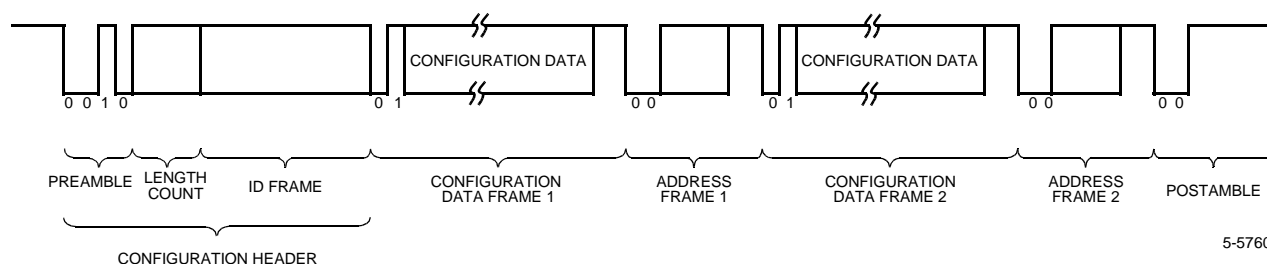 CONFIGURATION DATA CONFIGURATION DATA
0 0 1 0 0 1 0 0 0 1 0 0 0 0
PREAMBLE LENGTH COUNT ID FRAME CONFIGURATION DATA FRAME 1 ADDRESS FRAME 1 CONFIGURATION DATA FRAME 2 ADDRESS FRAME 2 POSTAMBLE
CONFIGURATION HEADER
5-5760